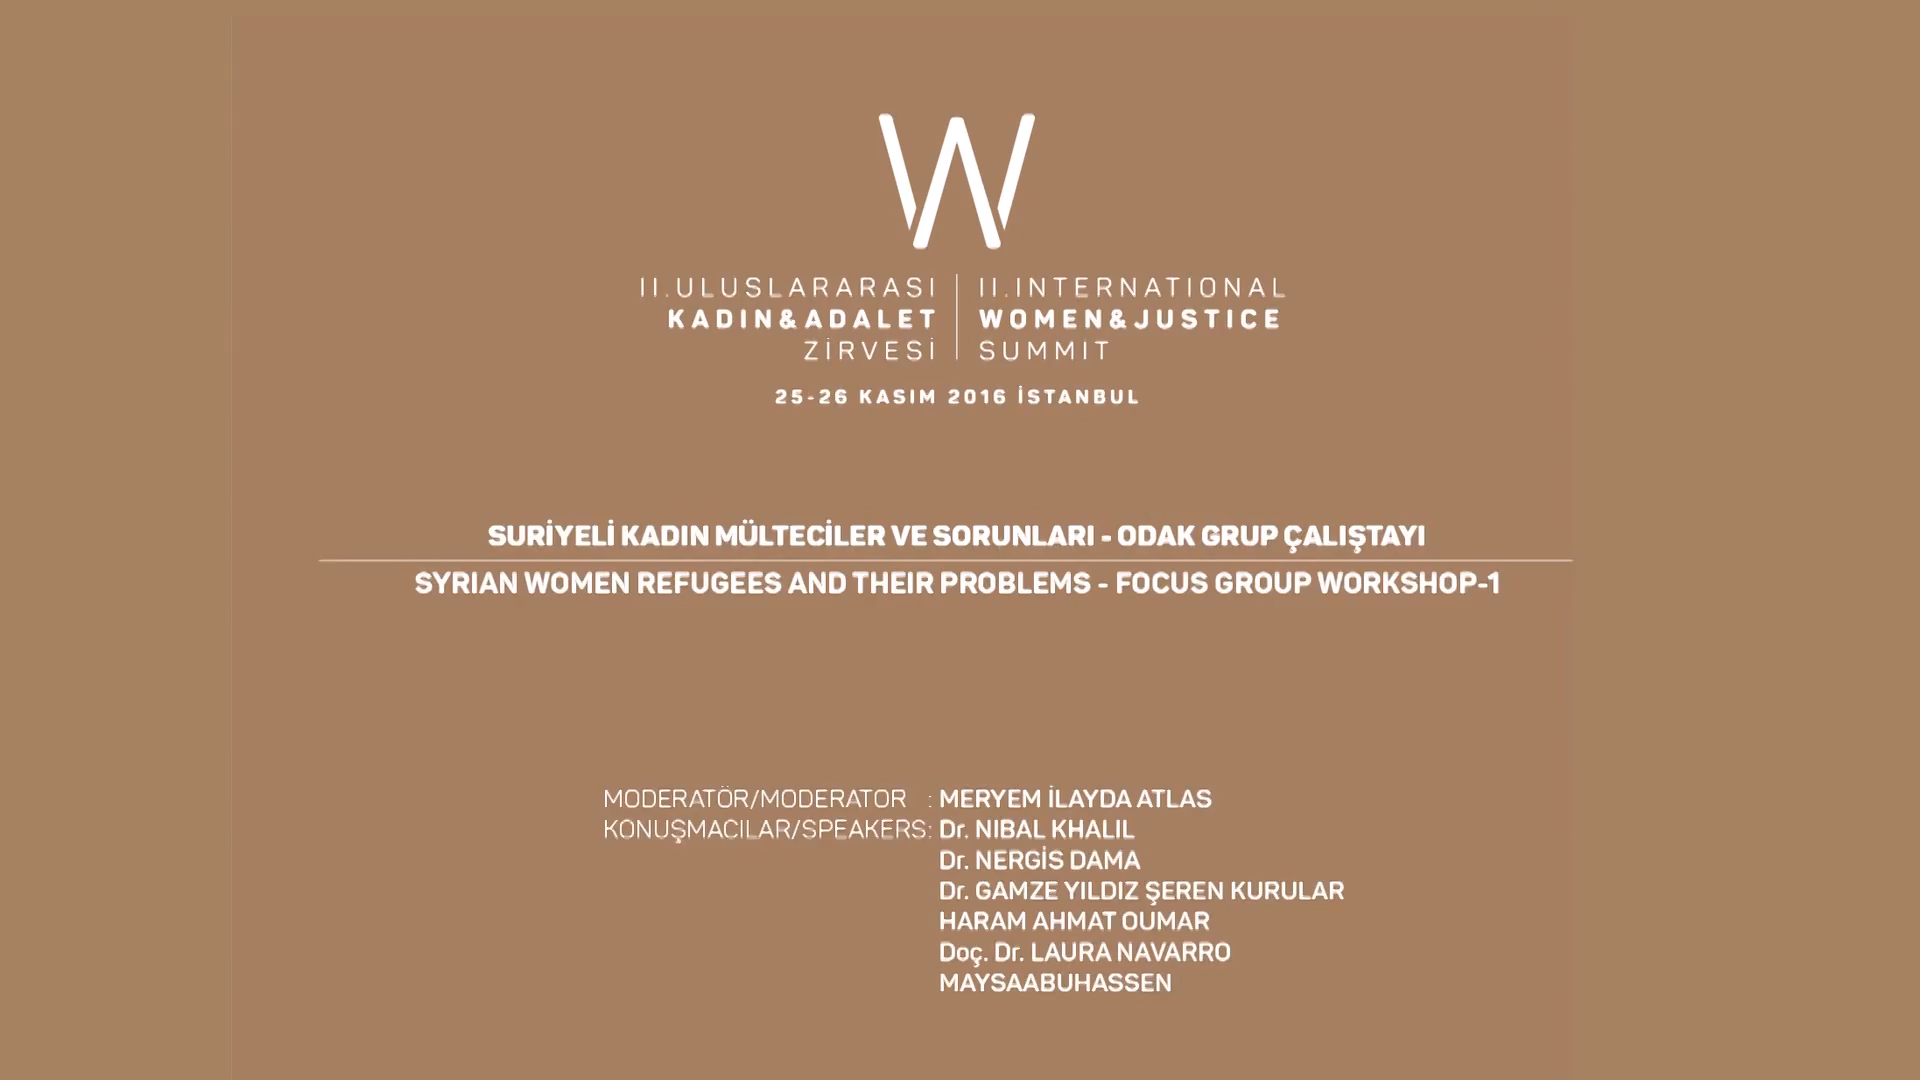 W
II.ULUSLARARASI
KADIN&ADALET
ZİRVESİ
II.INTERNATIONAL
WOMEN&JUSTICE
SUMMIT
25-26 KASIM 2016 İSTANBUL
SURİYELİ KADIN MÜLTECİLER VE SORUNLARI - ODAK GRUP ÇALIŞTAYI
SYRIAN WOMEN REFUGEES AND THEIR PROBLEMS - FOCUS GROUP WORKSHOP-1
MODERATÖR/MODERATOR : MERYEM İLAYDA ATLAS
KONUŞMACILAR/SPEAKERS: Dr. NIBAL KHALIL
Dr. NERGİS DAMA
Dr. GAMZE YILDIZ ŞEREN KURULAR
HARAM AHMAT OUMAR
Doç. Dr. LAURA NAVARRO
MAYSAABUHASSEN